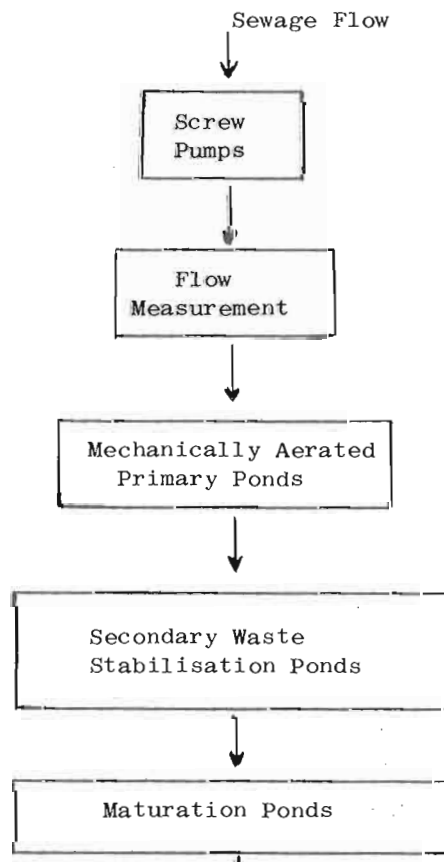 Sewage Flow
Screw
Pumps
Flow
Measurement
Mechanically Aerated
Primary Ponds
Secondary Waste
Stabilisation Ponds
Maturation Ponds